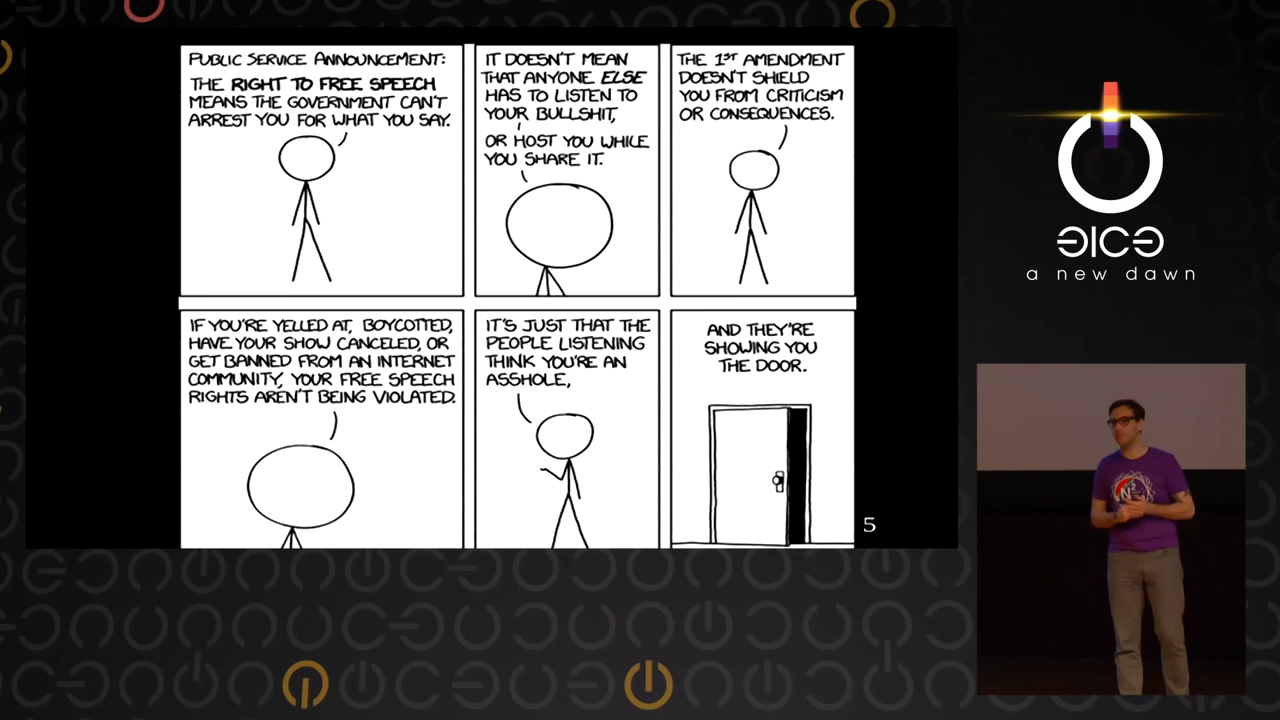 PUBLIC SERVICE ANNOUNCEMENT:
THE RIGHT TO FREE SPEECH
MEANS THE GOVERNMENT CAN'T
ARREST YOU FOR WHAT YOU SAY.
IT DOESN'T MEAN
THAT ANYONE ELSE
HAS TO LISTEN TO
YOUR BULLSHIT,
OR HOST YOU WHILE
YOU SHARE IT.
THE 1ST AMENDMENT
DOESN'T SHIELD
YOU FROM CRITICISM
OR CONSEQUENCES.
IF YOU'RE YELLED AT, BOYCOTTED,
HAVE YOUR SHOW CANCELED, OR
GET BANNED FROM AN INTERNET
COMMUNITY, YOUR FREE SPEECH
RIGHTS AREN'T BEING VIOLATED.
IT'S JUST THAT THE
PEOPLE LISTENING
THINK YOU'RE AN
ASSHOLE,
AND THEY'RE
SHOWING YOU
THE DOOR.
5
ƏICƏ
a new dawn
N²